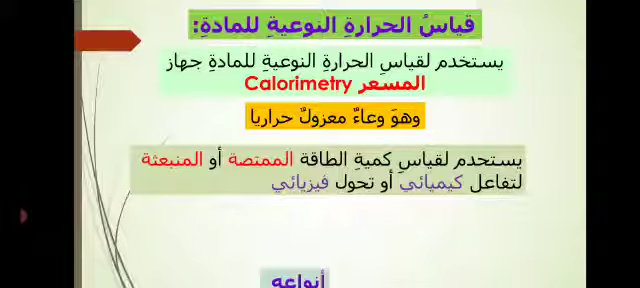 قياسُ الحرارةِ النوعيةِ للمادةِ:
يستخدم لقياسِ الحرارةِ النوعيةِ للمادةِ جهاز
المسعر Calorimetry
وهوَ وعاءٌ معزولٌ حراريا
يستحدم لقياسِ كميةِ الطاقة الممتصة أو المنبعثة
لتفاعل كيميائي أو تحول فيزيائي
أنواعه